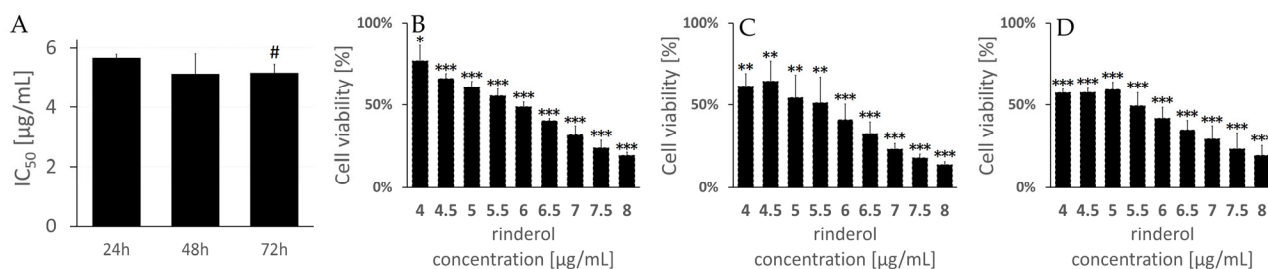 A
IC50 [µg/mL]
6
4
2
0
24h 48h 72h
#
B
Cell viability [%]
100%
50%
0%
* *** *** *** *** *** *** *** ***
4 4.5 5 5.5 6 6.5 7 7.5 8
rinderol
concentration [µg/mL]
C
Cell viability [%]
100%
50%
0%
** ** ** ** *** *** *** *** ***
4 4.5 5 5.5 6 6.5 7 7.5 8
rinderol
concentration [µg/mL]
D
Cell viability [%]
100%
50%
0%
*** *** *** *** *** *** *** *** ***
4 4.5 5 5.5 6 6.5 7 7.5 8
rinderol
concentration [µg/mL]